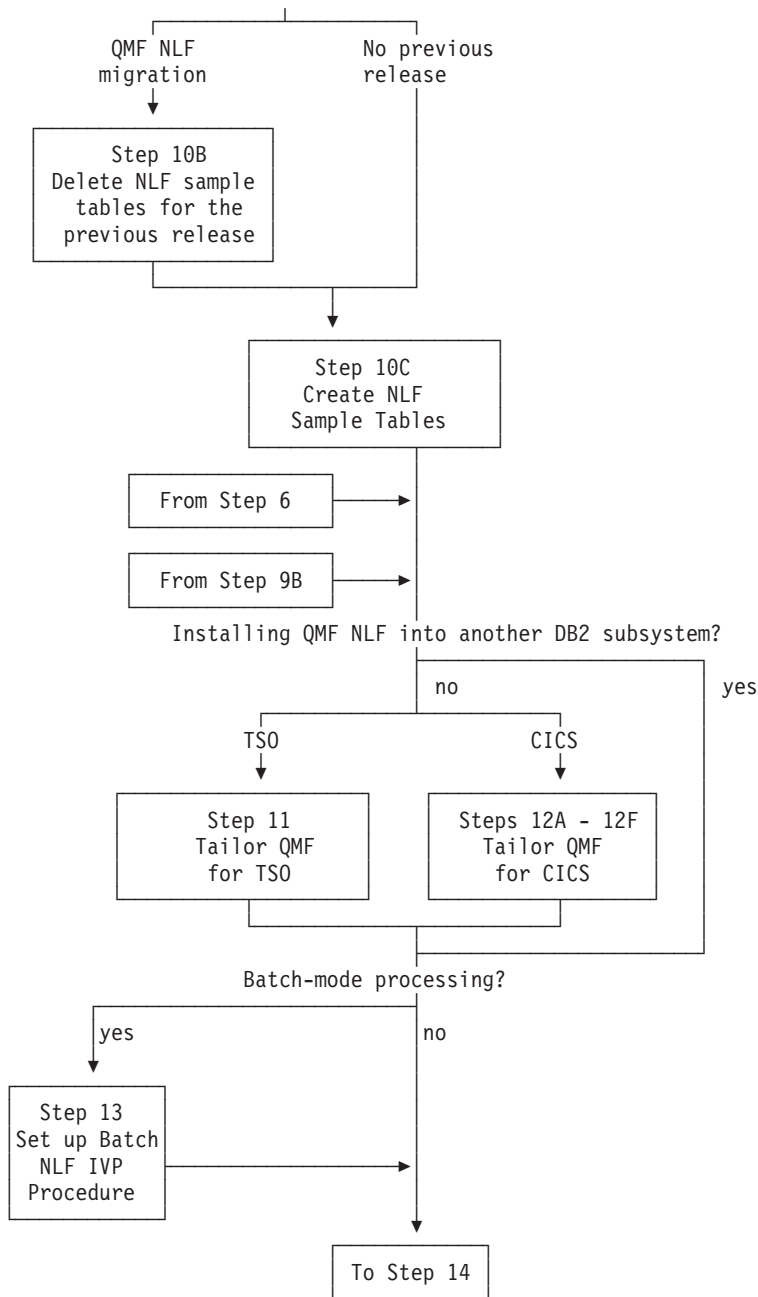 QMF NLF
migration
No previous
release
Step 10B
Delete NLF sample
tables for the
previous release
Step 10C
Create NLF
Sample Tables
From Step 6
From Step 9B
Installing QMF NLF into another DB2 subsystem?
no
yes
TSO
CICS
Step 11
Tailor QMF
for TSO
Steps 12A - 12F
Tailor QMF
for CICS
Batch-mode processing?
yes
no
Step 13
Set up Batch
NLF IVP
Procedure
To Step 14